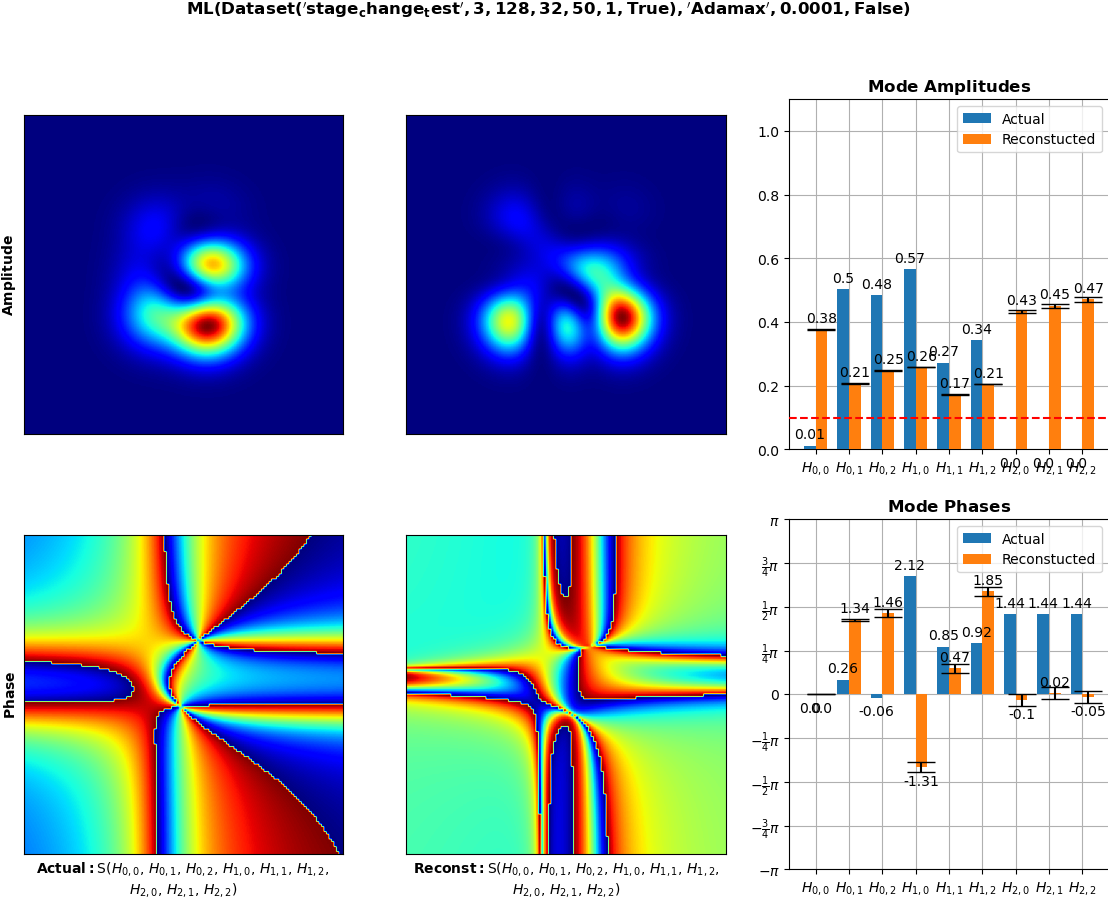 ML(Dataset('stage_change_test', 3, 128, 32, 50, 1, True), 'Adamax', 0.0001, False)
Amplitude
Mode Amplitudes
Actual
Reconstucted
1.0
0.8
0.6
0.4
0.2
0.0
0.01 0.38 0.5 0.21 0.48 0.25 0.57 0.26 0.27 0.17 0.34 0.21 0.0 0.43 0.0 0.45 0.0 0.47
H0,0 H0,1 H0,2 H1,0 H1,1 H1,2 H2,0 H2,1 H2,2
Phase
Mode Phases
Actual
Reconstucted
π
3/4π
1/2π
1/4π
0
−1/4π
−1/2π
−3/4π
−π
0.0 0.0 0.26 1.34 -0.06 1.46 2.12 -1.31 0.85 0.47 0.92 1.85 1.44 -0.1 1.44 0.02 1.44 -0.05
H0,0 H0,1 H0,2 H1,0 H1,1 H1,2 H2,0 H2,1 H2,2
Actual: S(H0,0, H0,1, H0,2, H1,0, H1,1, H1,2,
H2,0, H2,1, H2,2)
Reconst: S(H0,0, H0,1, H0,2, H1,0, H1,1, H1,2,
H2,0, H2,1, H2,2)